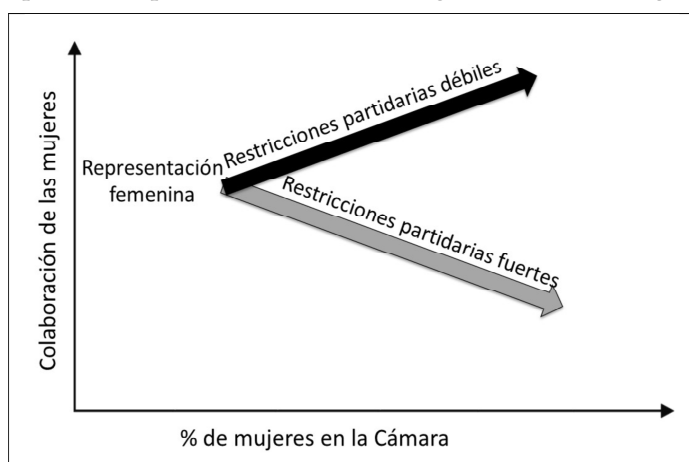 Colaboración de las mujeres
Restricciones partidarias débiles
Representación
femenina
Restricciones partidarias fuertes
% de mujeres en la Cámara